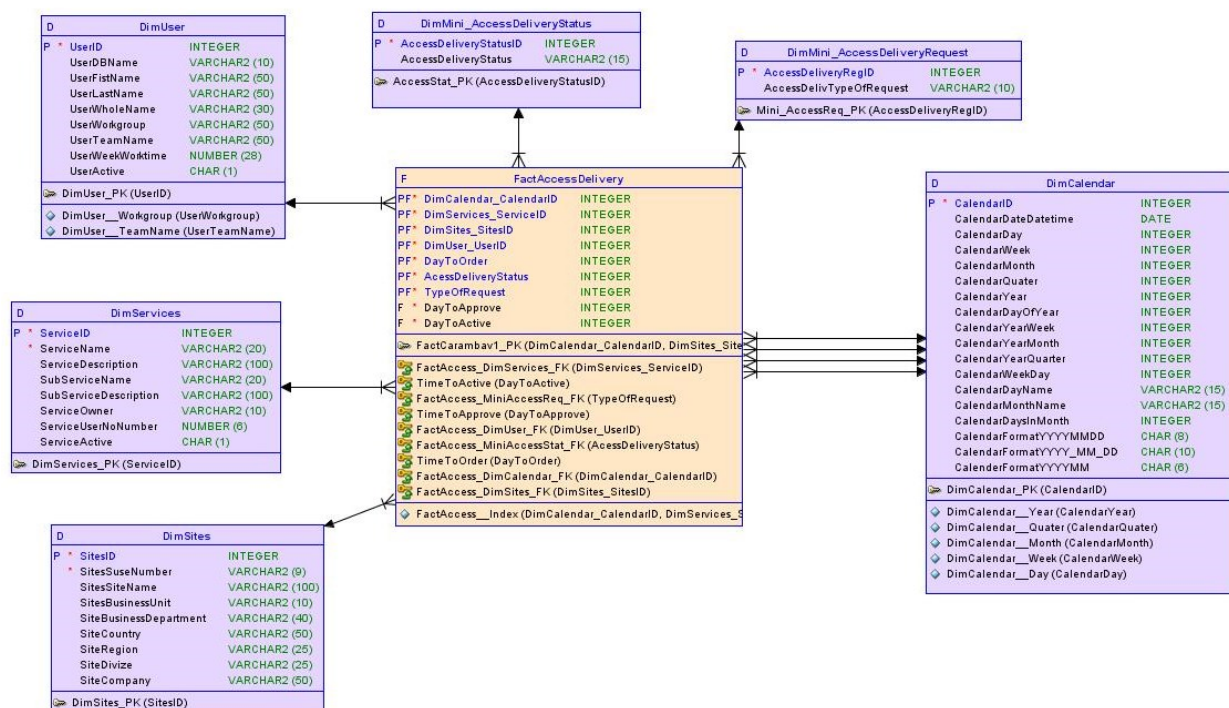 D DimUser
P * UserID INTEGER
UserDBName VARCHAR2 (10)
UserFistName VARCHAR2 (50)
UserLastName VARCHAR2 (50)
UserWholeName VARCHAR2 (30)
UserWorkgroup VARCHAR2 (50)
UserTeamName VARCHAR2 (50)
UserWeekWorktime NUMBER (28)
UserActive CHAR (1)
DimUser_PK (UserID)
DimUser__Workgroup (UserWorkgroup)
DimUser__TeamName (UserTeamName)
D DimMini_AccessDeliveryStatus
P * AccessDeliveryStatusID INTEGER
AccessDeliveryStatus VARCHAR2 (15)
AccessStat_PK (AccessDeliveryStatusID)
D DimMini_AccessDeliveryRequest
P * AccessDeliveryRegID INTEGER
AccessDelivTypeOfRequest VARCHAR2 (10)
Mini_AccessReq_PK (AccessDeliveryRegID)
F FactAccessDelivery
PF* DimCalendar_CalendarID INTEGER
PF* DimServices_ServiceID INTEGER
PF* DimSites_SitesID INTEGER
PF* DimUser_UserID INTEGER
PF* DayToOrder INTEGER
PF* AcessDeliveryStatus INTEGER
PF* TypeOfRequest INTEGER
F * DayToApprove INTEGER
F * DayToActive INTEGER
FactCarambav1_PK (DimCalendar_CalendarID, DimSites_Site
FactAccess_DimServices_FK (DimServices_ServiceID)
TimeToActive (DayToActive)
FactAccess_MiniAccessReq_FK (TypeOfRequest)
TimeToApprove (DayToApprove)
FactAccess_DimUser_FK (DimUser_UserID)
FactAccess_MiniAccessStat_FK (AcessDeliveryStatus)
TimeToOrder (DayToOrder)
FactAccess_DimCalendar_FK (DimCalendar_CalendarID)
FactAccess_DimSites_FK (DimSites_SitesID)
FactAccess__Index (DimCalendar_CalendarID, DimServices_S
D DimCalendar
P * CalendarID INTEGER
CalendarDateDatetime DATE
CalendarDay INTEGER
CalendarWeek INTEGER
CalendarMonth INTEGER
CalendarQuater INTEGER
CalendarYear INTEGER
CalendarDayOfYear INTEGER
CalendarYearWeek INTEGER
CalendarYearMonth INTEGER
CalendarYearQuarter INTEGER
CalendarWeekDay INTEGER
CalendarDayName VARCHAR2 (15)
CalendarMonthName VARCHAR2 (15)
CalendarDaysInMonth INTEGER
CalendarFormatYYYYMMDD CHAR (8)
CalendarFormatYYYY_MM_DD CHAR (10)
CalenderFormatYYYYMM CHAR (6)
DimCalendar_PK (CalendarID)
DimCalendar__Year (CalendarYear)
DimCalendar__Quater (CalendarQuater)
DimCalendar__Month (CalendarMonth)
DimCalendar__Week (CalendarWeek)
DimCalendar__Day (CalendarDay)
D DimServices
P * ServiceID INTEGER
* ServiceName VARCHAR2 (20)
ServiceDescription VARCHAR2 (100)
SubServiceName VARCHAR2 (20)
SubServiceDescription VARCHAR2 (100)
ServiceOwner VARCHAR2 (10)
ServiceUserNoNumber NUMBER (6)
ServiceActive CHAR (1)
DimServices_PK (ServiceID)
D DimSites
P * SitesID INTEGER
* SitesSuseNumber VARCHAR2 (9)
SitesSiteName VARCHAR2 (100)
SitesBusinessUnit VARCHAR2 (10)
SiteBusinessDepartment VARCHAR2 (40)
SiteCountry VARCHAR2 (50)
SiteRegion VARCHAR2 (25)
SiteDivize VARCHAR2 (25)
SiteCompany VARCHAR2 (50)
DimSites_PK (SitesID)